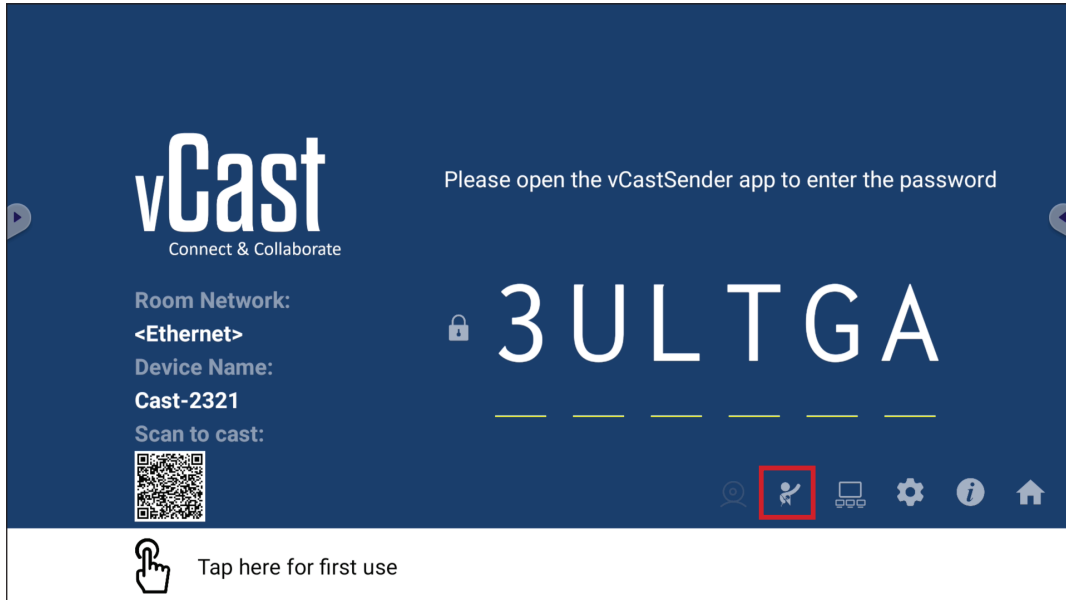 vCast
Connect & Collaborate
Please open the vCastSender app to enter the password
Room Network:
<Ethernet>
Device Name:
Cast-2321
Scan to cast:
3ULTGA
Tap here for first use